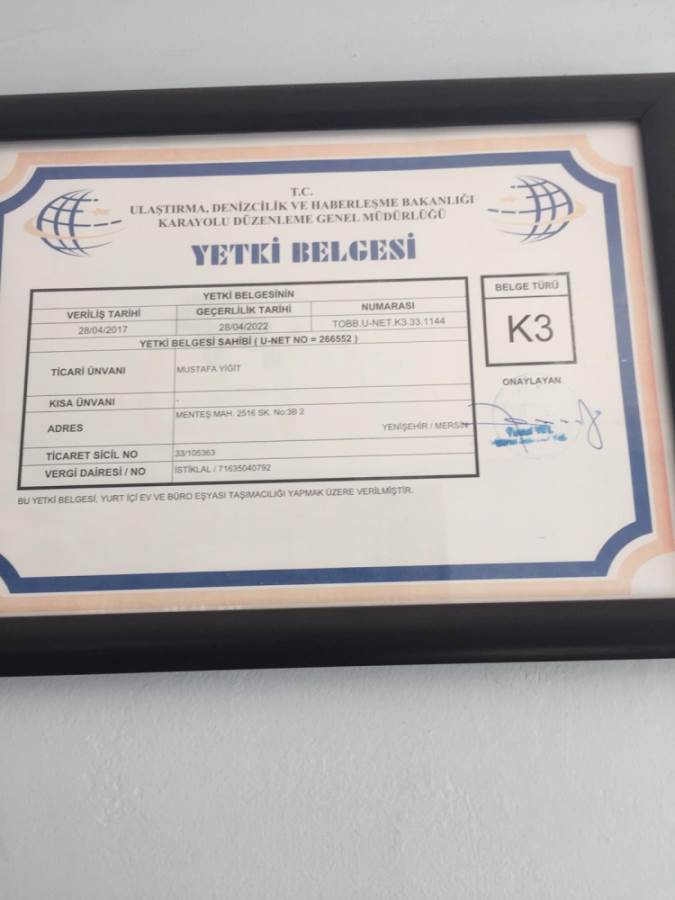 T.C.
ULAŞTIRMA, DENİZCİLİK VE HABERLEŞME BAKANLIĞI
KARAYOLU DÜZENLEME GENEL MÜDÜRLÜĞÜ
YETKİ BELGESİ
YETKİ BELGESİNİN
VERİLİŞ TARİHİ GEÇERLİLİK TARİHİ NUMARASI
28/04/2017 28/04/2022 TOBB.U-NET.K3.33.1144
YETKİ BELGESİ SAHİBİ ( U-NET NO = 266552 )
TİCARİ ÜNVANI MUSTAFA YİĞİT
KISA ÜNVANI -
ADRES MENTEŞ MAH. 2516 SK. No:3B 2
YENİŞEHİR / MERSİN
TİCARET SİCİL NO 33/105363
VERGİ DAİRESİ / NO İSTİKLAL / 71635040792
BU YETKİ BELGESİ, YURT İÇİ EV VE BÜRO EŞYASI TAŞIMACILIĞI YAPMAK ÜZERE VERİLMİŞTİR.
BELGE TÜRÜ
K3
ONAYLAYAN